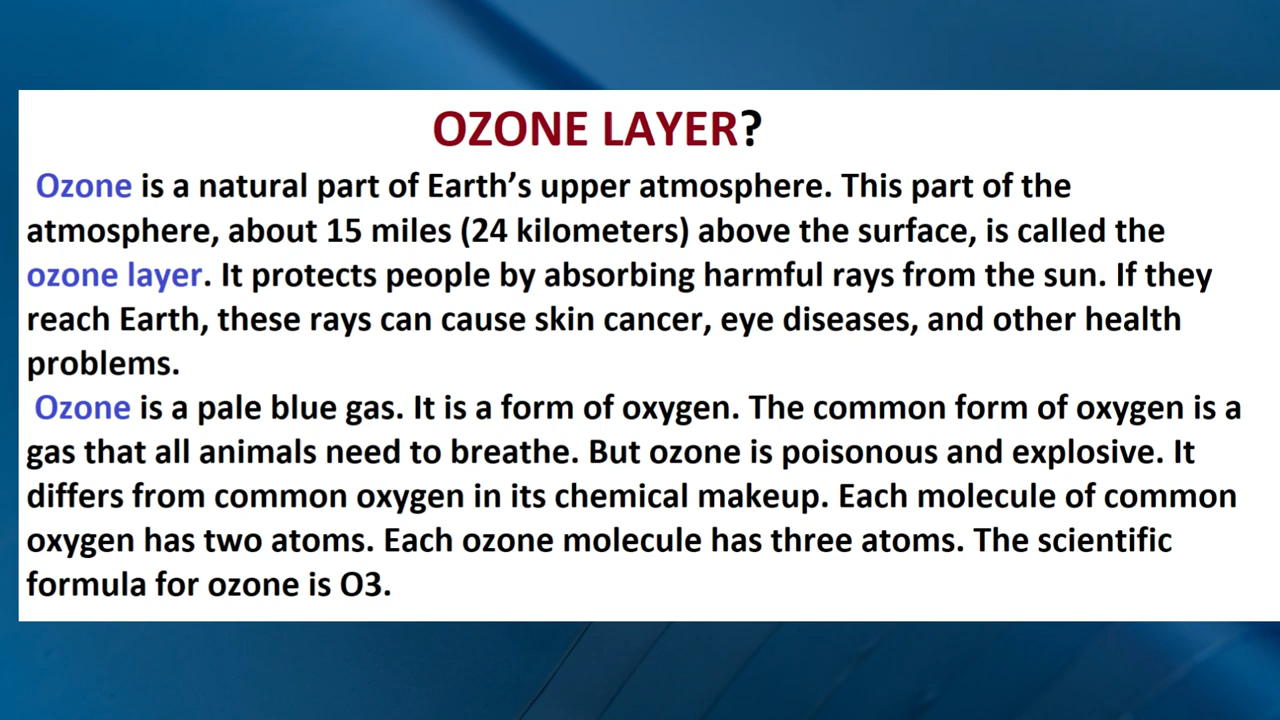 OZONE LAYER?
Ozone is a natural part of Earth’s upper atmosphere. This part of the
atmosphere, about 15 miles (24 kilometers) above the surface, is called the
ozone layer. It protects people by absorbing harmful rays from the sun. If they
reach Earth, these rays can cause skin cancer, eye diseases, and other health
problems.
Ozone is a pale blue gas. It is a form of oxygen. The common form of oxygen is a
gas that all animals need to breathe. But ozone is poisonous and explosive. It
differs from common oxygen in its chemical makeup. Each molecule of common
oxygen has two atoms. Each ozone molecule has three atoms. The scientific
formula for ozone is O3.